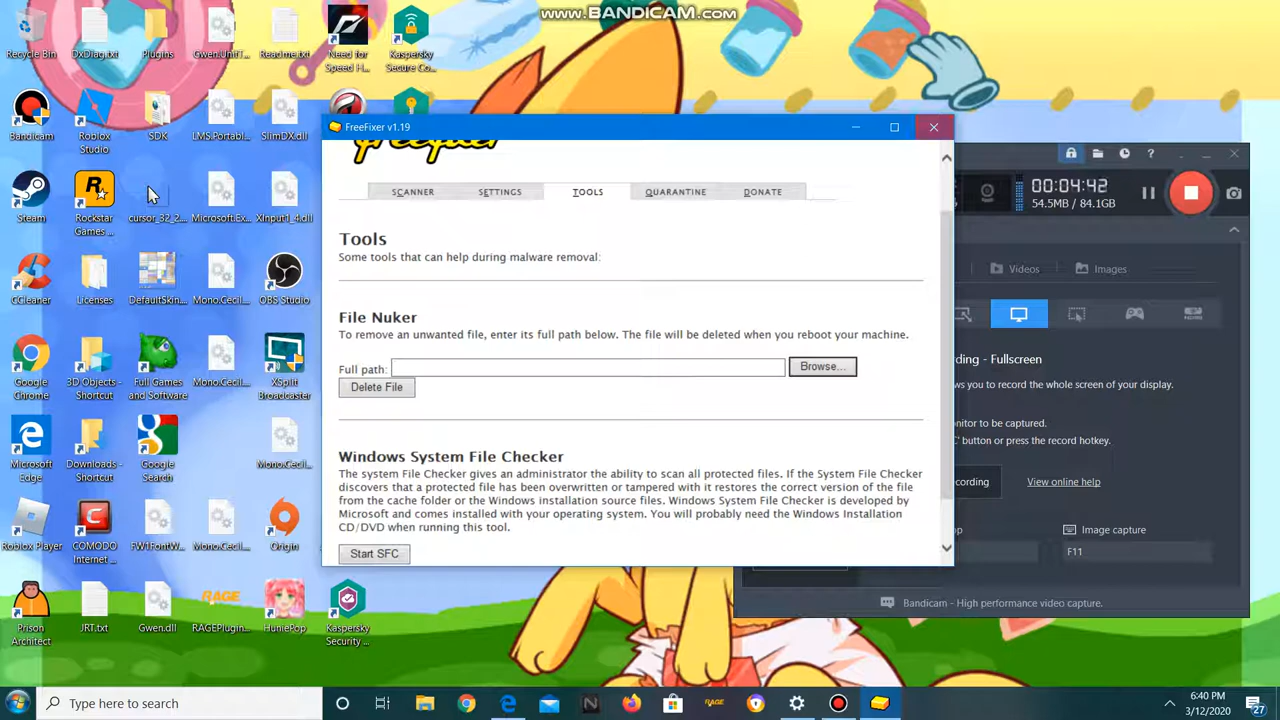 www.BANDICAM.com
Recycle Bin
DxDiag.txt
Plugins
Gwen.UnitT...
Readme.txt
Need for
Speed H...
Kaspersky
Secure Co...
Bandicam
Roblox
Studio
SDK
LMS.Portabl...
SlimDX.dll
Steam
Rockstar
Games ...
cursor_32_2...
Microsoft.Ex...
XInput1_4.dll
CCleaner
Licenses
DefaultSkin...
Mono.Cecil...
OBS Studio
Google
Chrome
3D Objects -
Shortcut
Full Games
and Software
Mono.Cecil...
XSplit
Broadcaster
Microsoft
Edge
Downloads -
Shortcut
Google
Search
Mono.Cecil...
Roblox Player
COMODO
Internet ...
FW1FontW...
Mono.Cecil...
Origin
Prison
Architect
JRT.txt
Gwen.dll
RAGE
RAGEPlugin...
HuniePop
Kaspersky
Security ...
FreeFixer v1.19
freefixer
SCANNER
SETTINGS
TOOLS
QUARANTINE
DONATE
Tools
Some tools that can help during malware removal:
File Nuker
To remove an unwanted file, enter its full path below. The file will be deleted when you reboot your machine.
Full path:
Browse...
Delete File
Windows System File Checker
The system File Checker gives an administrator the ability to scan all protected files. If the System File Checker
discovers that a protected file has been overwritten or tampered with it restores the correct version of the file
from the cache folder or the Windows installation source files. Windows System File Checker is developed by
Microsoft and comes installed with your operating system. You will probably need the Windows Installation
CD/DVD when running this tool.
Start SFC
00:04:42
54.5MB / 84.1GB
Videos
Images
rding - Fullscreen
ws you to record the whole screen of your display.
onitor to be captured.
C' button or press the record hotkey.
cording
View online help
op
Image capture
F11
Bandicam - High performance video capture.
Type here to search
RAGE
6:40 PM
3/12/2020
27